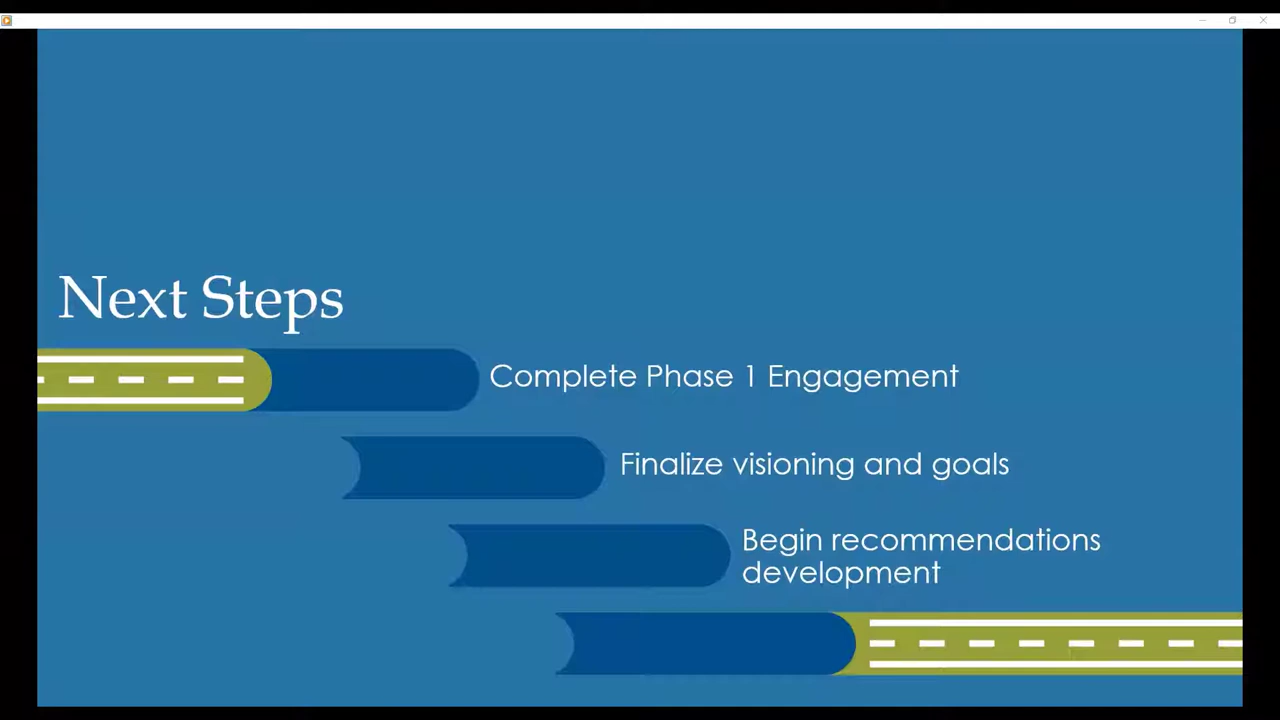 Next Steps
Complete Phase 1 Engagement
Finalize visioning and goals
Begin recommendations
development